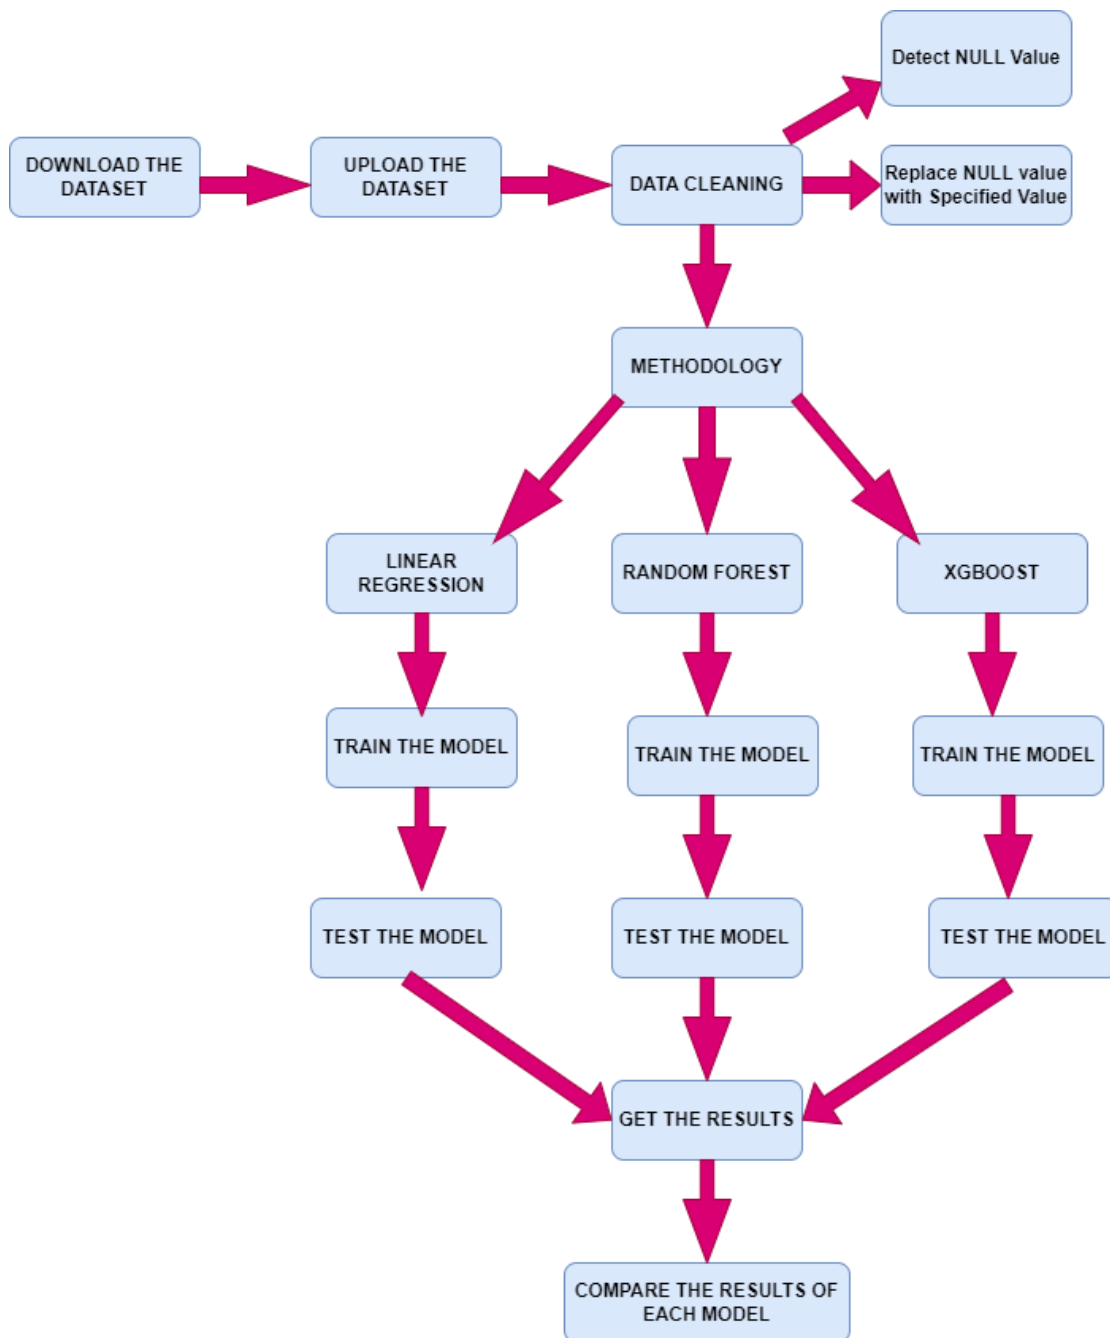 Detect NULL Value
DOWNLOAD THE
DATASET
UPLOAD THE
DATASET
DATA CLEANING
Replace NULL value
with Specified Value
METHODOLOGY
LINEAR
REGRESSION
RANDOM FOREST
XGBOOST
TRAIN THE MODEL
TRAIN THE MODEL
TRAIN THE MODEL
TEST THE MODEL
TEST THE MODEL
TEST THE MODEL
GET THE RESULTS
COMPARE THE RESULTS OF
EACH MODEL